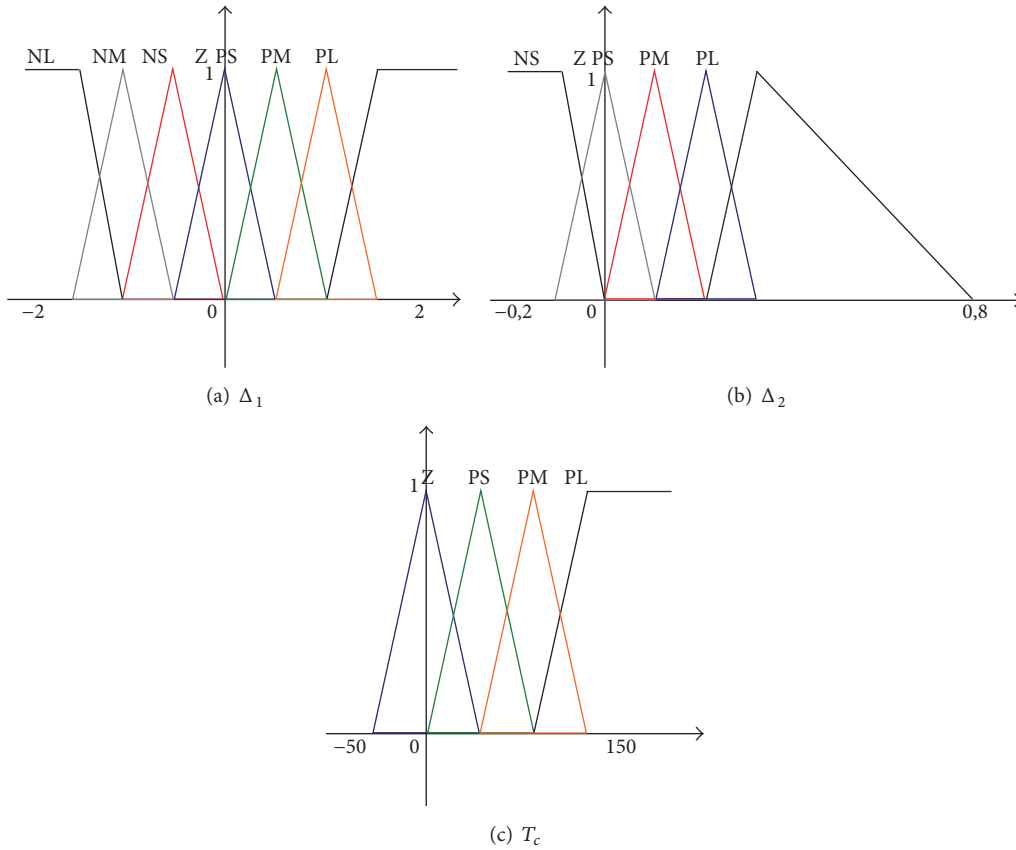 NL NM NS Z PS PM PL
1
−2 0 2
(a) Δ₁
NS Z PS PM PL
1
−0,2 0 0,8
(b) Δ₂
Z PS PM PL
1
−50 0 150
(c) T_c